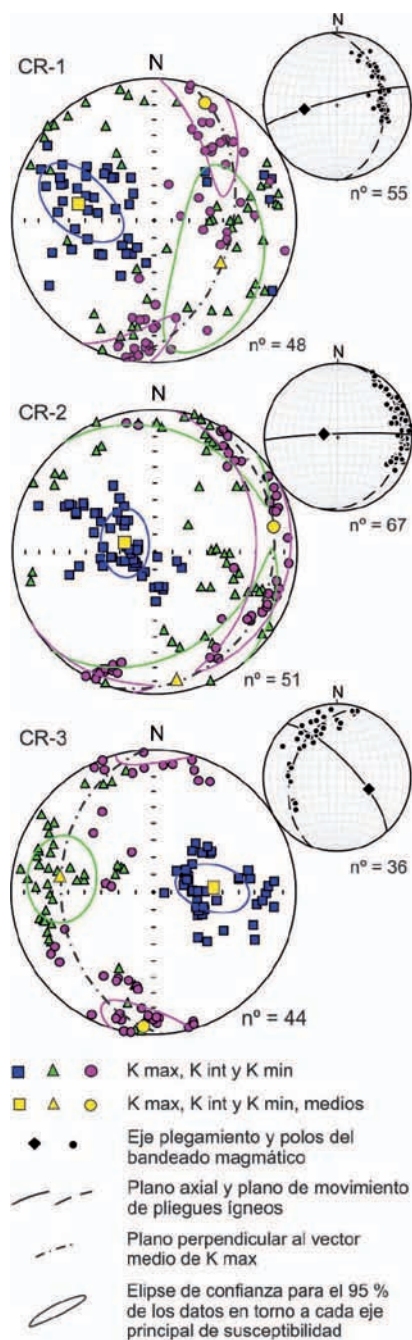 N
CR-1
N
nº = 55
nº = 48
N
CR-2
N
nº = 67
nº = 51
N
CR-3
N
nº = 36
nº = 44
K max, K int y K min
K max, K int y K min, medios
Eje plegamiento y polos del
bandeado magmático
Plano axial y plano de movimiento
de pliegues ígneos
Plano perpendicular al vector
medio de K max
Elipse de confianza para el 95 %
de los datos en torno a cada eje
principal de susceptibilidad